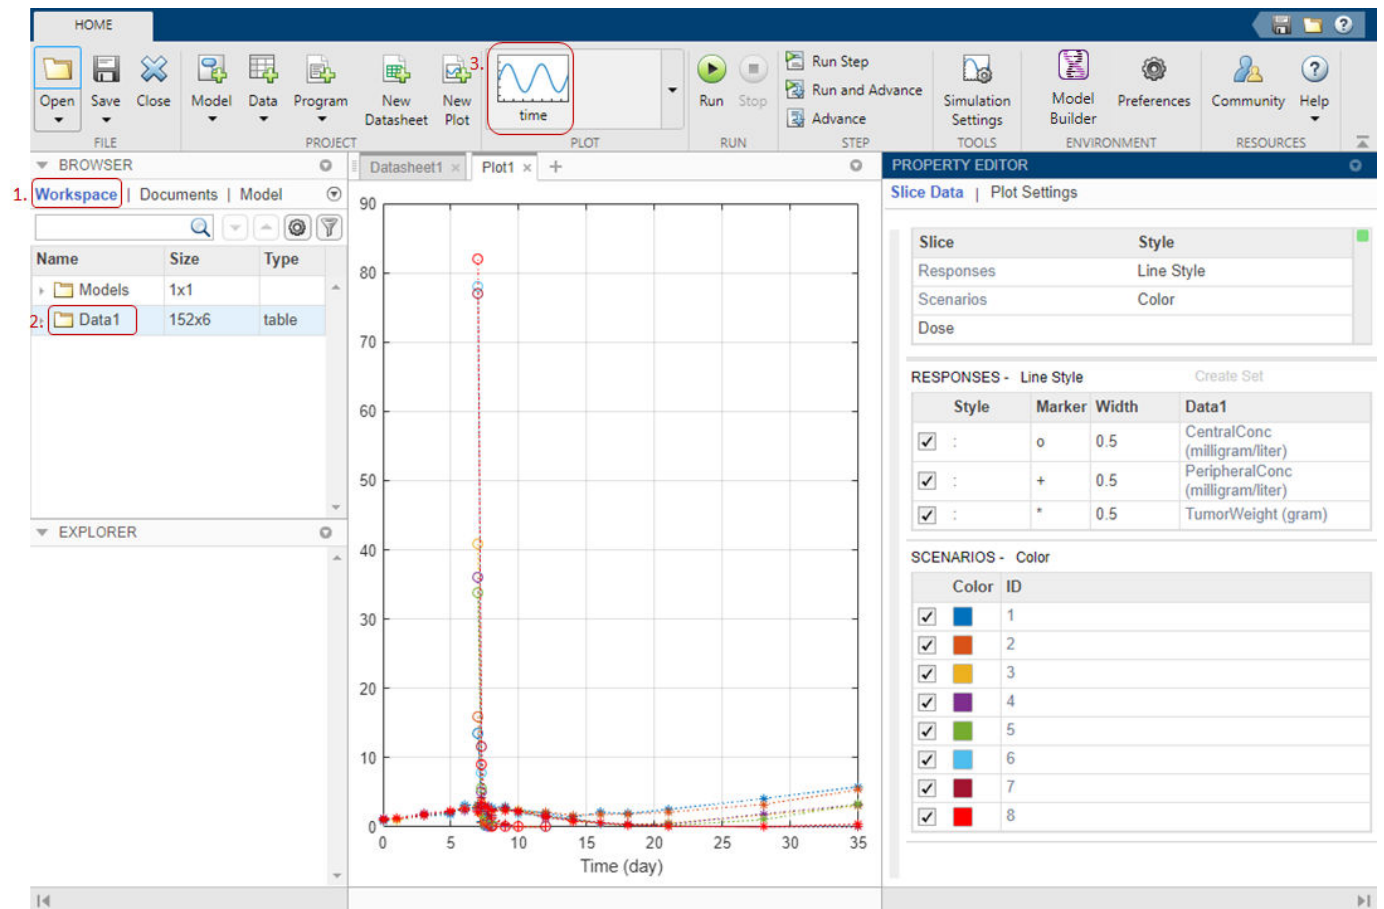 HOME
3.
Open Save Close Model Data Program New Datasheet New Plot time Run Stop
Run Step
Run and Advance
Advance
Simulation Settings Model Builder Preferences Community Help
FILE PROJECT PLOT RUN STEP TOOLS ENVIRONMENT RESOURCES
BROWSER
Datasheet1 × Plot1 × +
PROPERTY EDITOR
1. Workspace | Documents | Model
Slice Data | Plot Settings
Name Size Type
Models 1x1
2. Data1 152x6 table
EXPLORER
90
80
70
60
50
40
30
20
10
0
0 5 10 15 20 25 30 35
Time (day)
Slice Style
Responses Line Style
Scenarios Color
Dose
RESPONSES - Line Style Create Set
Style Marker Width Data1
: o 0.5 CentralConc
(milligram/liter)
: + 0.5 PeripheralConc
(milligram/liter)
: * 0.5 TumorWeight (gram)
SCENARIOS - Color
Color ID
1
2
3
4
5
6
7
8